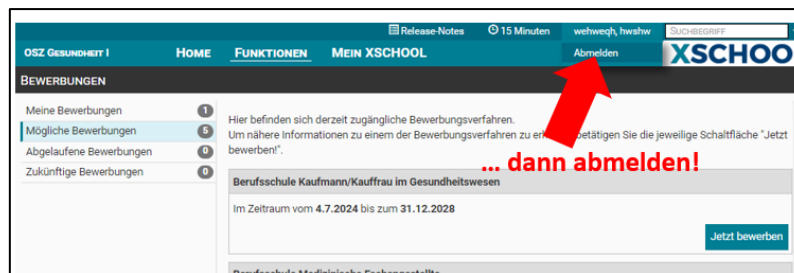 Release-Notes 15 Minuten wehweqh, hwshw SUCHBEGRIFF
OSZ GESUNDHEIT I HOME FUNKTIONEN MEIN XSCHOOL Abmelden XSCHOO
BEWERBUNGEN
Meine Bewerbungen 1
Mögliche Bewerbungen 5
Abgelaufene Bewerbungen 0
Zukünftige Bewerbungen 0
Hier befinden sich derzeit zugängliche Bewerbungsverfahren.
Um nähere Informationen zu einem der Bewerbungsverfahren zu betätigen Sie die jeweilige Schaltfläche "Jetzt
bewerben!".
... dann abmelden!
Berufsschule Kaufmann/Kauffrau im Gesundheitswesen
Im Zeitraum vom 4.7.2024 bis zum 31.12.2028
Jetzt bewerben